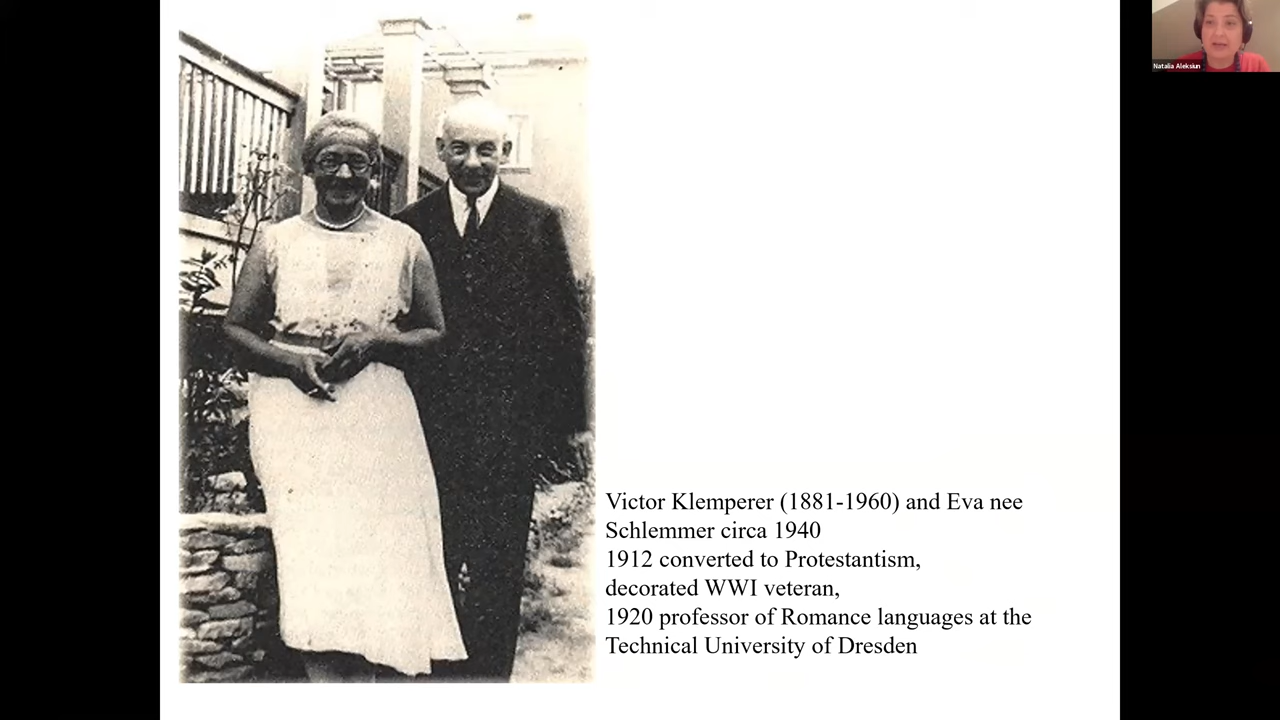 Natalia Aleksiun
Victor Klemperer (1881-1960) and Eva nee
Schlemmer circa 1940
1912 converted to Protestantism,
decorated WWI veteran,
1920 professor of Romance languages at the
Technical University of Dresden